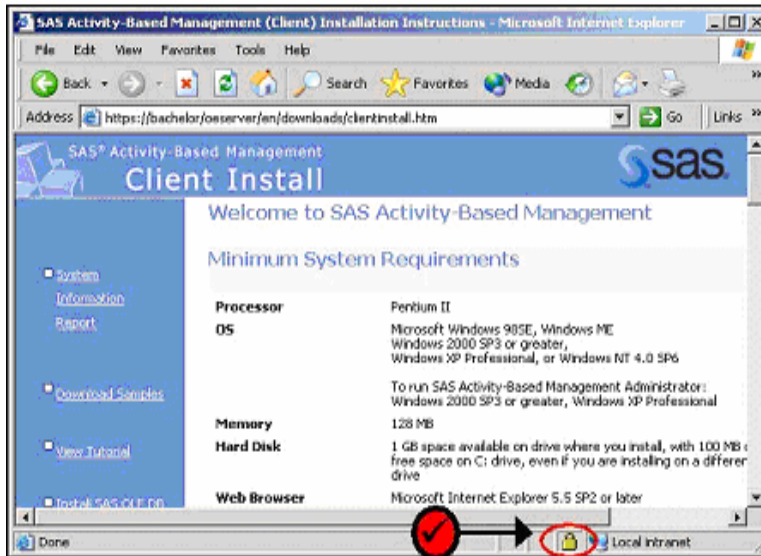 SAS Activity-Based Management (Client) Installation Instructions - Microsoft Internet Explorer
File Edit View Favorites Tools Help
Back Search Favorites Media »
Address https://bachelor/oeserver/en/downloads/clientinstall.htm Go Links »
SAS® Activity-Based Management
Client Install
sas
Welcome to SAS Activity-Based Management
Minimum System Requirements
System
Information
Report
Download Samples
View Tutorial
Install SAS OLE DB
Processor Pentium II
OS Microsoft Windows 98SE, Windows ME
Windows 2000 SP3 or greater,
Windows XP Professional, or Windows NT 4.0 SP6
To run SAS Activity-Based Management Administrator:
Windows 2000 SP3 or greater, Windows XP Professional
Memory 128 MB
Hard Disk 1 GB space available on drive where you install, with 100 MB
free space on C: drive, even if you are installing on a differen
drive
Web Browser Microsoft Internet Explorer 5.5 SP2 or later
Done Local intranet